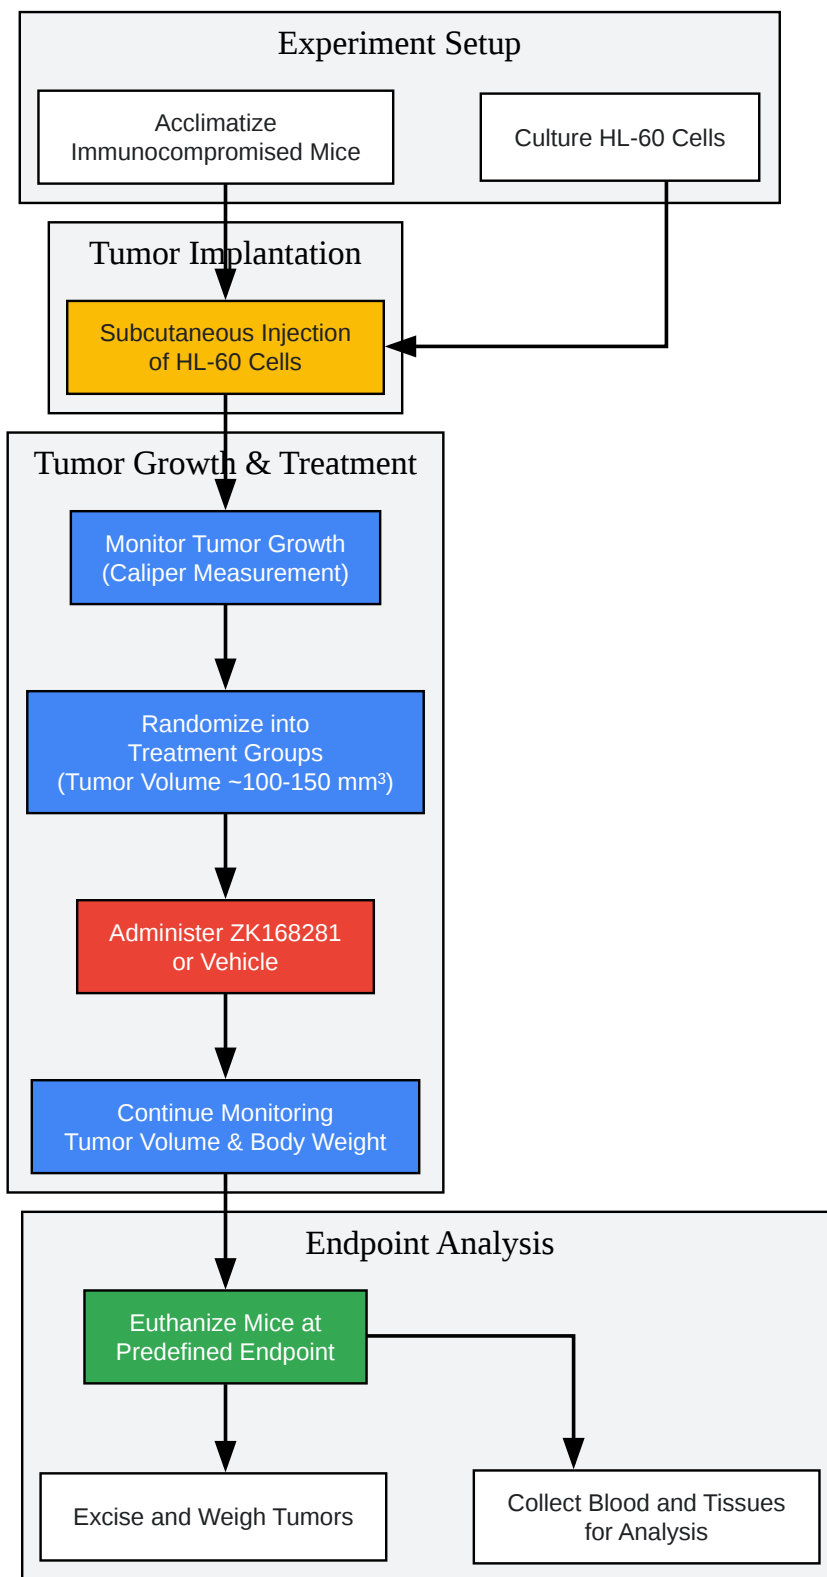 Experiment Setup
Acclimatize
Immunocompromised Mice
Culture HL-60 Cells
Tumor Implantation
Subcutaneous Injection
of HL-60 Cells
Tumor Growth & Treatment
Monitor Tumor Growth
(Caliper Measurement)
Randomize into
Treatment Groups
(Tumor Volume ~100-150 mm³)
Administer ZK168281
or Vehicle
Continue Monitoring
Tumor Volume & Body Weight
Endpoint Analysis
Euthanize Mice at
Predefined Endpoint
Excise and Weigh Tumors
Collect Blood and Tissues
for Analysis